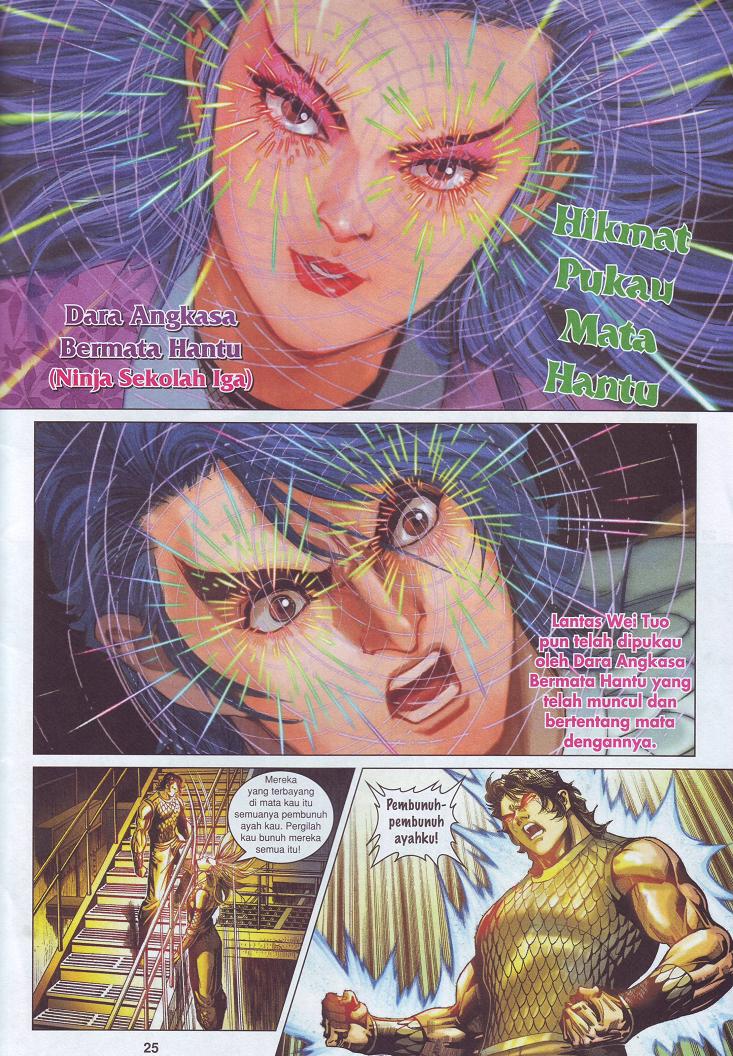 Hikmat
Pukau
Mata
Hantu
Dara Angkasa
Bermata Hantu
(Ninja Sekolah Iga)
Lantas Wei Tuo
pun telah dipukau
oleh Dara Angkasa
Bermata Hantu yang
telah muncul dan
bertentang mata
dengannya.
Mereka
yang terbayang
di mata kau itu
semuanya pembunuh
ayah kau. Pergilah
kau bunuh mereka
semua itu!
Pembunuh-
pembunuh
ayahku!
25